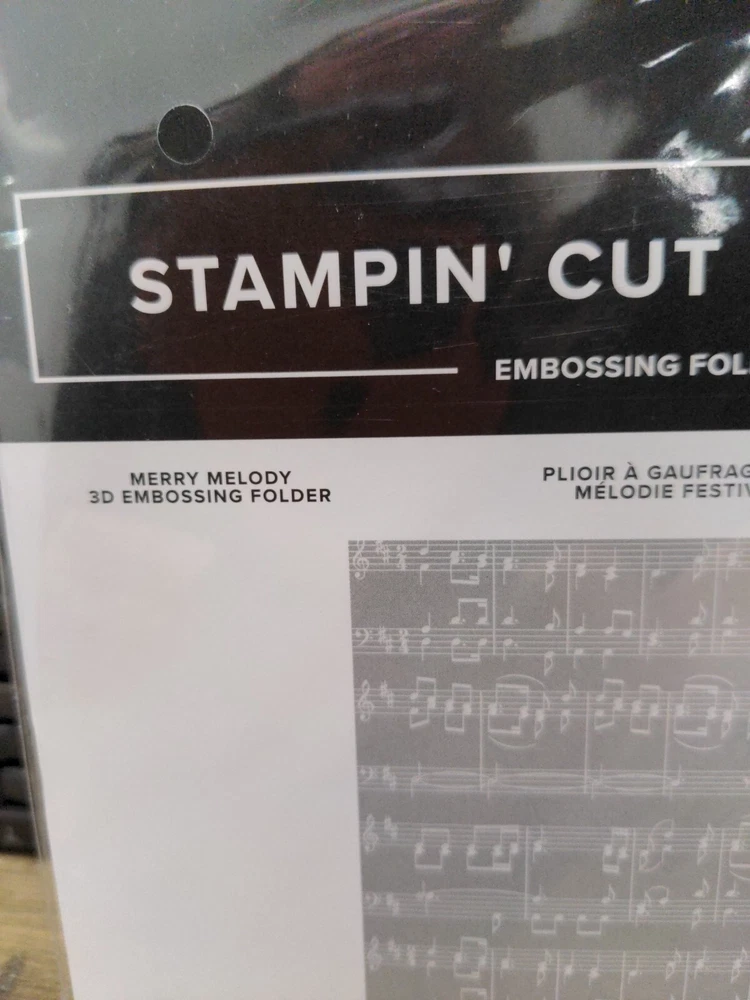 STAMPIN' CUT
EMBOSSING FOL
MERRY MELODY
3D EMBOSSING FOLDER
PLIOIR À GAUFRAG
MÉLODIE FESTIV